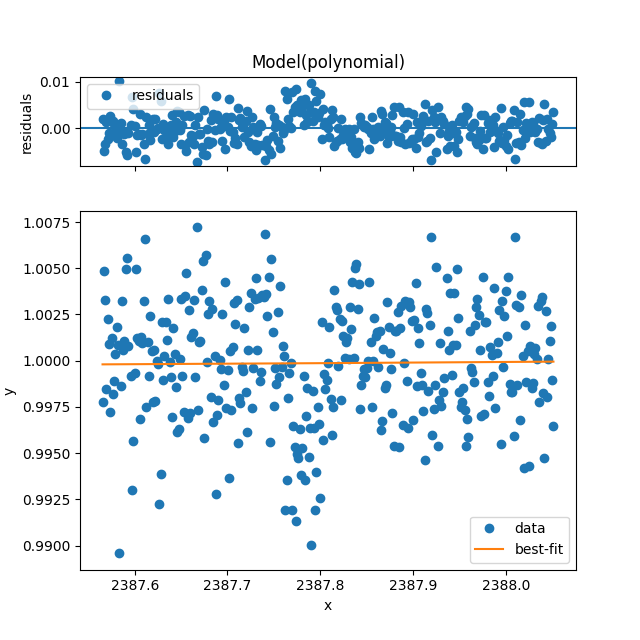 Model(polynomial)
0.01
0.00
residuals
residuals
1.0075
1.0050
1.0025
1.0000
0.9975
0.9950
0.9925
0.9900
y
data
best-fit
2387.6 2387.7 2387.8 2387.9 2388.0
x